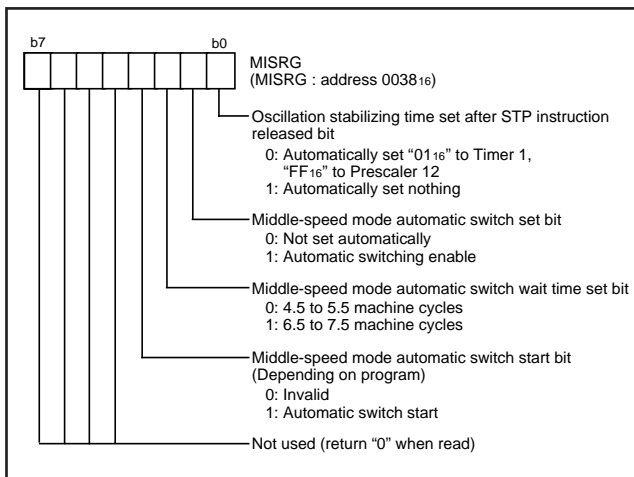 b7 b0
MISRG
(MISRG : address 003816)
Oscillation stabilizing time set after STP instruction
released bit
0: Automatically set “0116” to Timer 1,
“FF16” to Prescaler 12
1: Automatically set nothing
Middle-speed mode automatic switch set bit
0: Not set automatically
1: Automatic switching enable
Middle-speed mode automatic switch wait time set bit
0: 4.5 to 5.5 machine cycles
1: 6.5 to 7.5 machine cycles
Middle-speed mode automatic switch start bit
(Depending on program)
0: Invalid
1: Automatic switch start
Not used (return “0” when read)